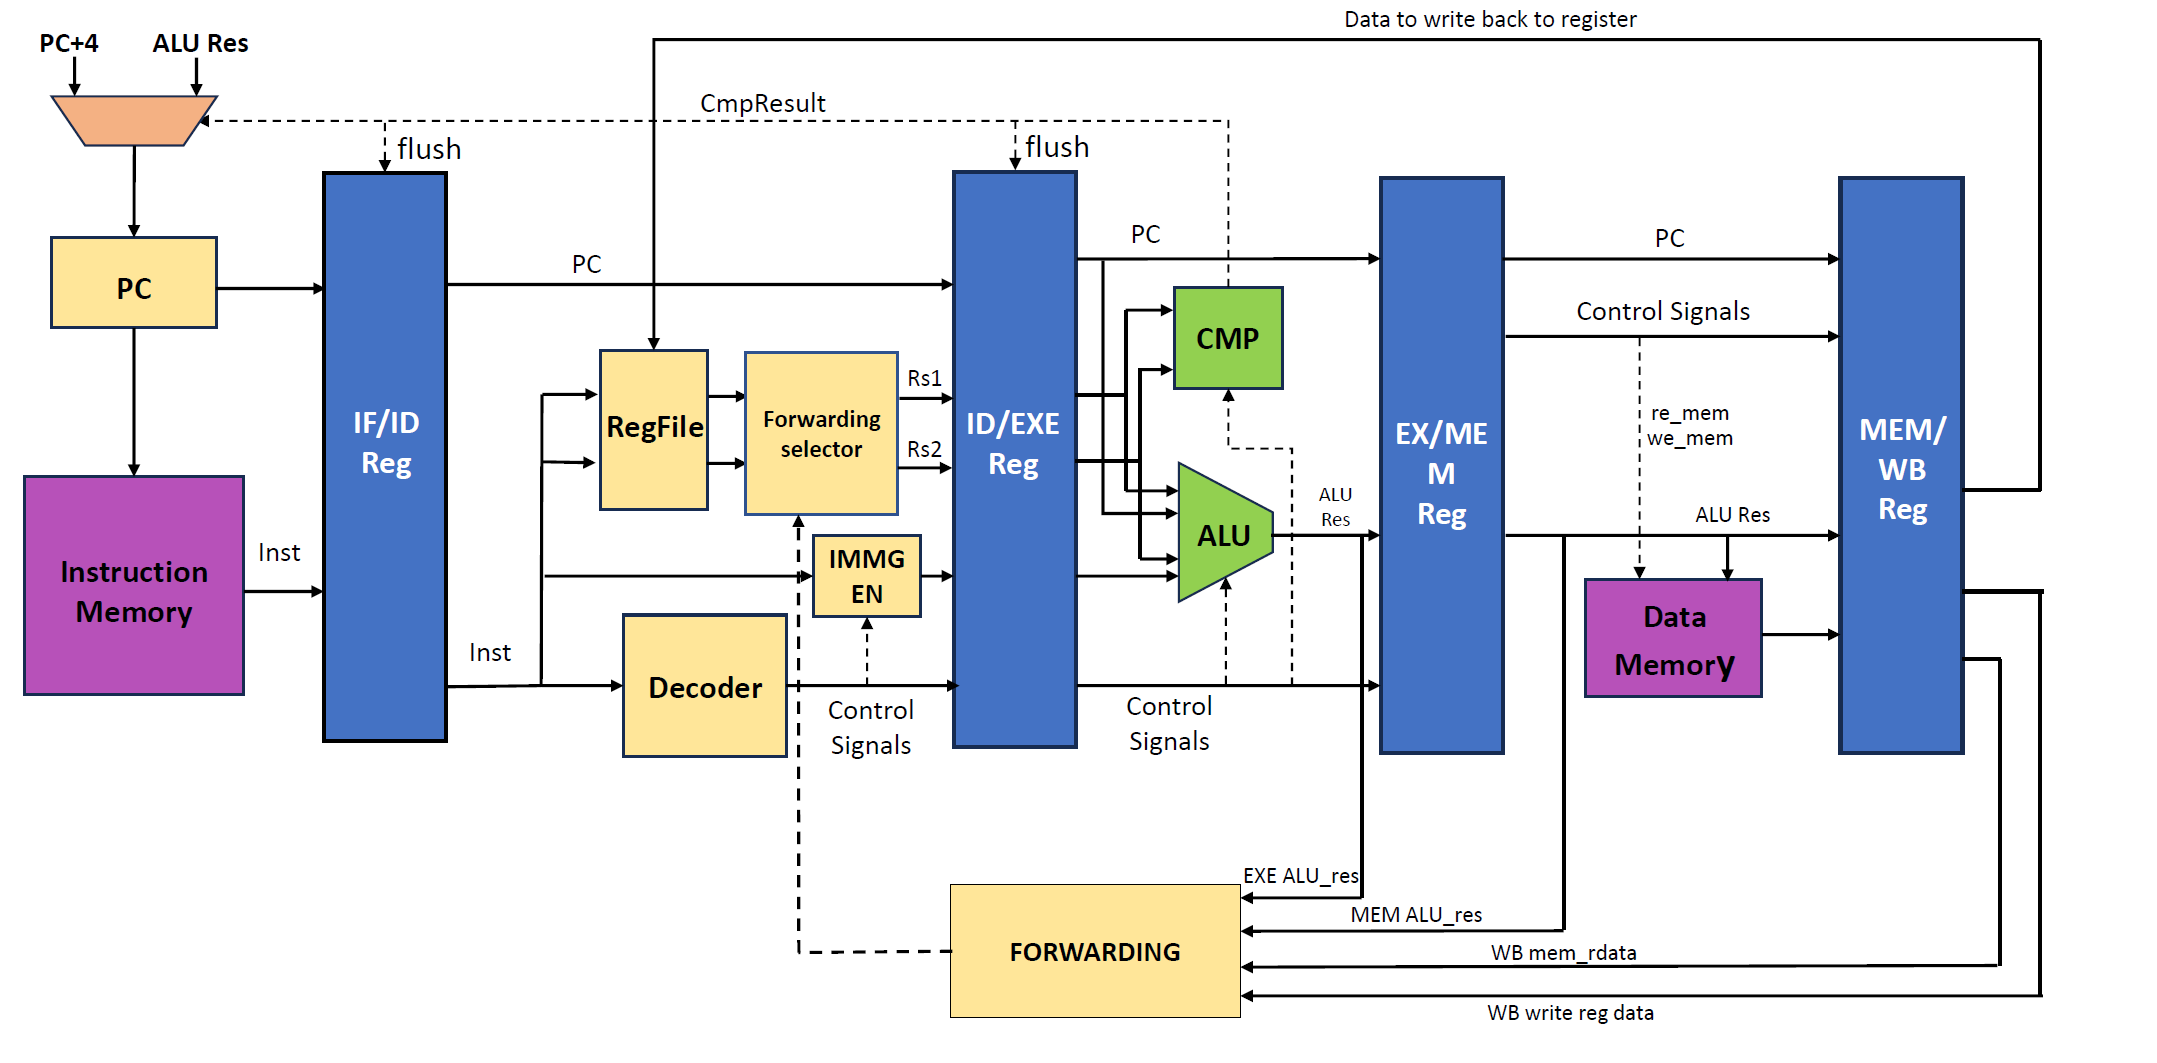 Data to write back to register
PC+4
ALU Res
CmpResult
flush
flush
PC
PC
PC
PC
Control Signals
IF/ID
Reg
RegFile
Forwarding
selector
Rs1
Rs2
ID/EXE
Reg
CMP
EX/ME
M
Reg
re_mem
we_mem
MEM/
WB
Reg
ALU
Res
ALU Res
ALU
Instruction
Memory
Inst
IMMG
EN
Data
Memory
Inst
Decoder
Control
Signals
Control
Signals
EXE ALU_res
MEM ALU_res
FORWARDING
WB mem_rdata
WB write reg data